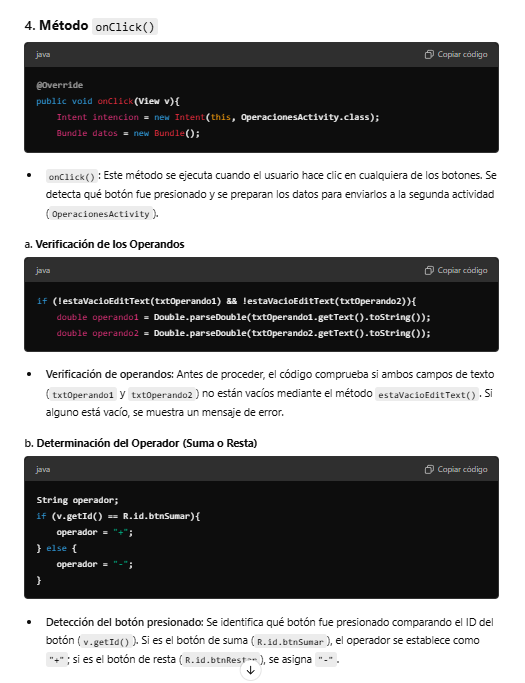 4. Método onClick()
java
Copiar código
@Override
public void onClick(View v){
Intent intencion = new Intent(this, OperacionesActivity.class);
Bundle datos = new Bundle();
• onClick() : Este método se ejecuta cuando el usuario hace clic en cualquiera de los botones. Se
detecta qué botón fue presionado y se preparan los datos para enviarlos a la segunda actividad
( OperacionesActivity ).
a. Verificación de los Operandos
java
Copiar código
if (!estaVacioEditText(txtOperando1) && !estaVacioEditText(txtOperando2)){
double operando1 = Double.parseDouble(txtOperando1.getText().toString());
double operando2 = Double.parseDouble(txtOperando2.getText().toString());
• Verificación de operandos: Antes de proceder, el código comprueba si ambos campos de texto
( txtOperando1 y txtOperando2 ) no están vacíos mediante el método estaVacioEditText() . Si
alguno está vacío, se muestra un mensaje de error.
b. Determinación del Operador (Suma o Resta)
java
Copiar código
String operador;
if (v.getId() == R.id.btnSumar){
operador = "+";
} else {
operador = "-";
}
• Detección del botón presionado: Se identifica qué botón fue presionado comparando el ID del
botón ( v.getId() ). Si es el botón de suma ( R.id.btnSumar ), el operador se establece como
"+" ; si es el botón de resta ( ), se asigna "-" .